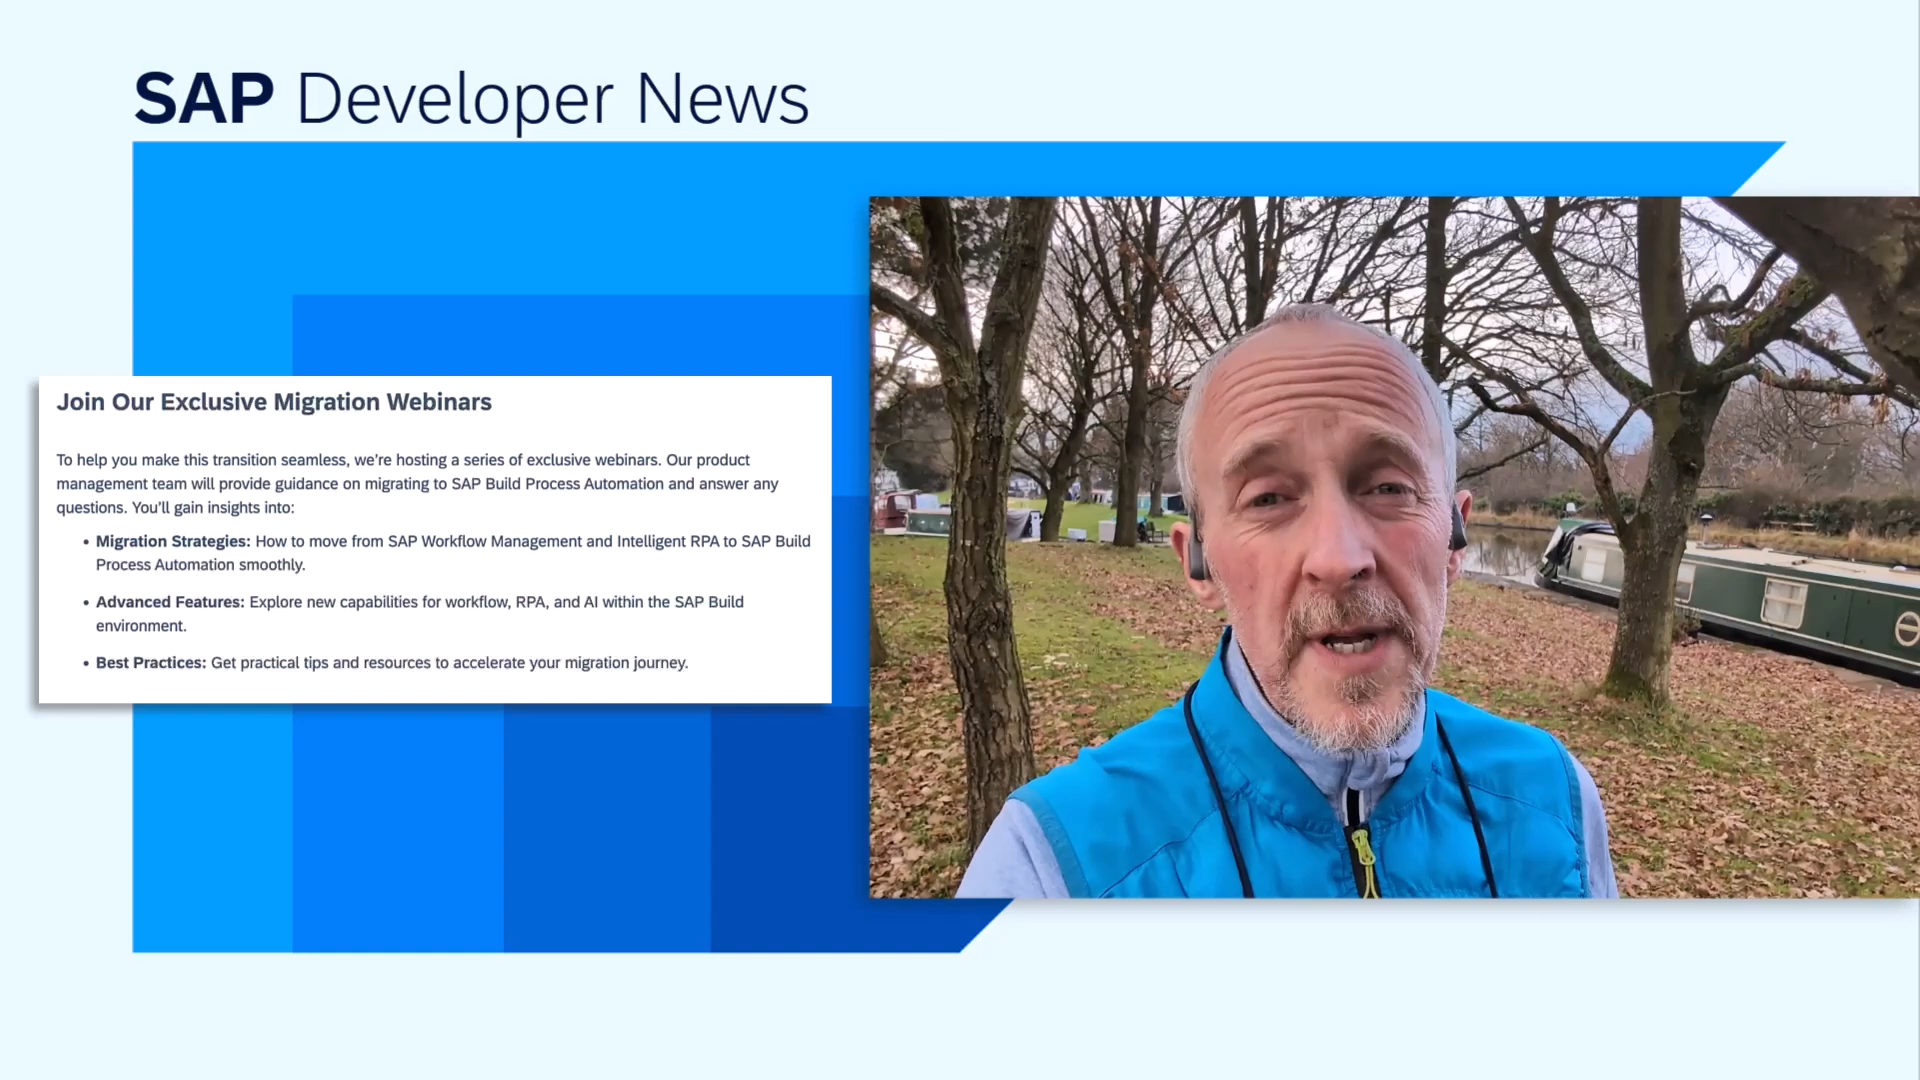 SAP Developer News
Join Our Exclusive Migration Webinars
To help you make this transition seamless, we’re hosting a series of exclusive webinars. Our product
management team will provide guidance on migrating to SAP Build Process Automation and answer any
questions. You’ll gain insights into:
• Migration Strategies: How to move from SAP Workflow Management and Intelligent RPA to SAP Build
Process Automation smoothly.
• Advanced Features: Explore new capabilities for workflow, RPA, and AI within the SAP Build
environment.
• Best Practices: Get practical tips and resources to accelerate your migration journey.